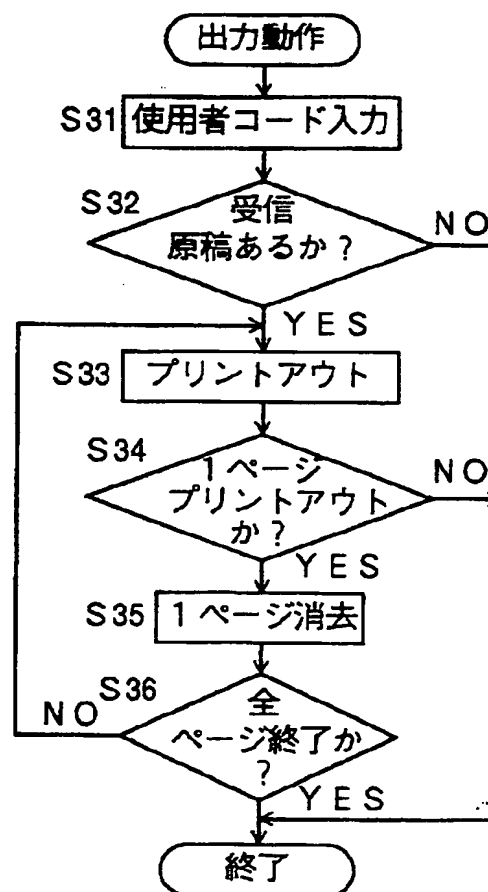 出力動作
S31 使用者コード入力
S32
受信
原稿あるか？
NO
YES
S33 プリントアウト
S34
1ページ
プリントアウト
か？
NO
YES
S35 1ページ消去
S36
全
ページ終了か
？
NO
YES
終了